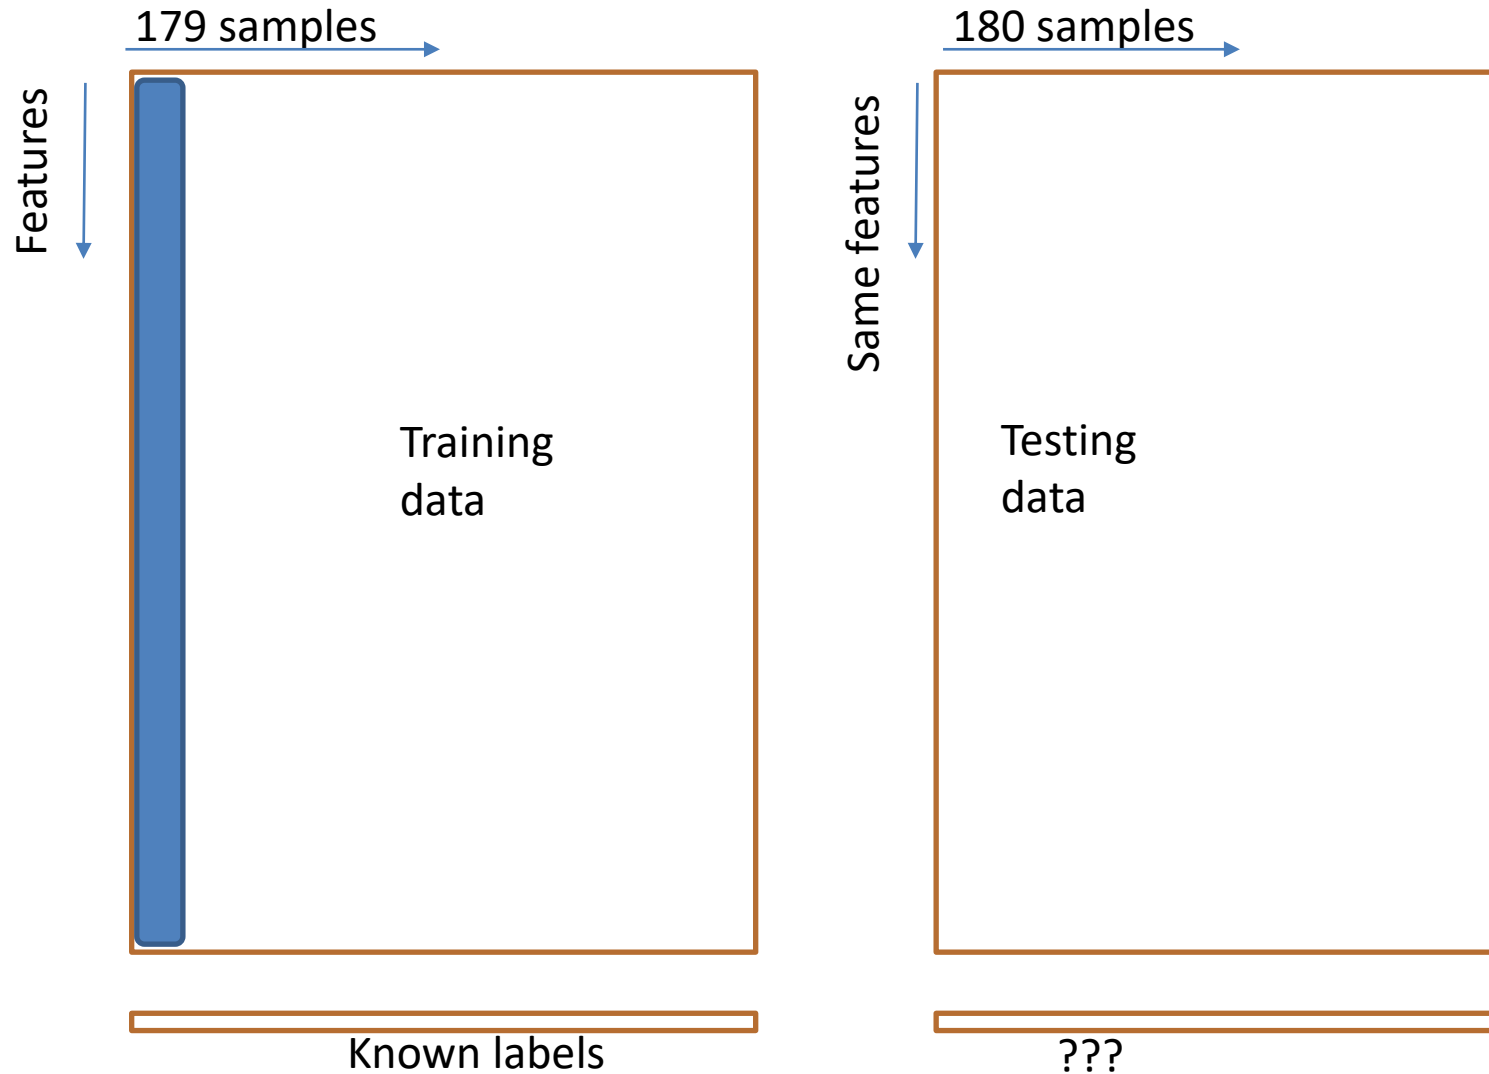 179 samples
180 samples
Features
Same features
Training
data
Testing
data
Known labels
???